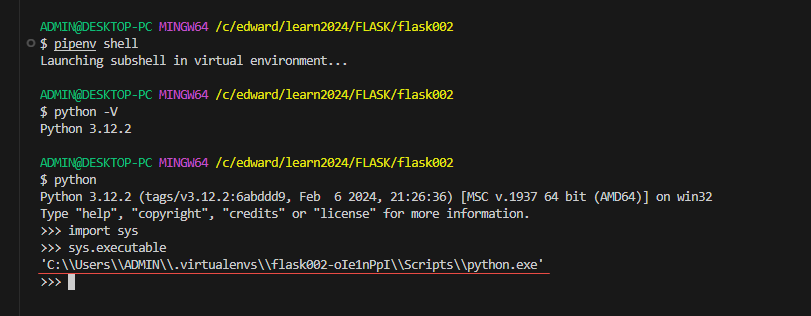 ADMIN@DESKTOP-PC MINGW64 /c/edward/learn2024/FLASK/flask002
$ pipenv shell
Launching subshell in virtual environment...
ADMIN@DESKTOP-PC MINGW64 /c/edward/learn2024/FLASK/flask002
$ python -V
Python 3.12.2
ADMIN@DESKTOP-PC MINGW64 /c/edward/learn2024/FLASK/flask002
$ python
Python 3.12.2 (tags/v3.12.2:6abddd9, Feb  6 2024, 21:26:36) [MSC v.1937 64 bit (AMD64)] on win32
Type "help", "copyright", "credits" or "license" for more information.
>>> import sys
>>> sys.executable
'C:\\Users\\ADMIN\\.virtualenvs\\flask002-oIe1nPpI\\Scripts\\python.exe'
>>>